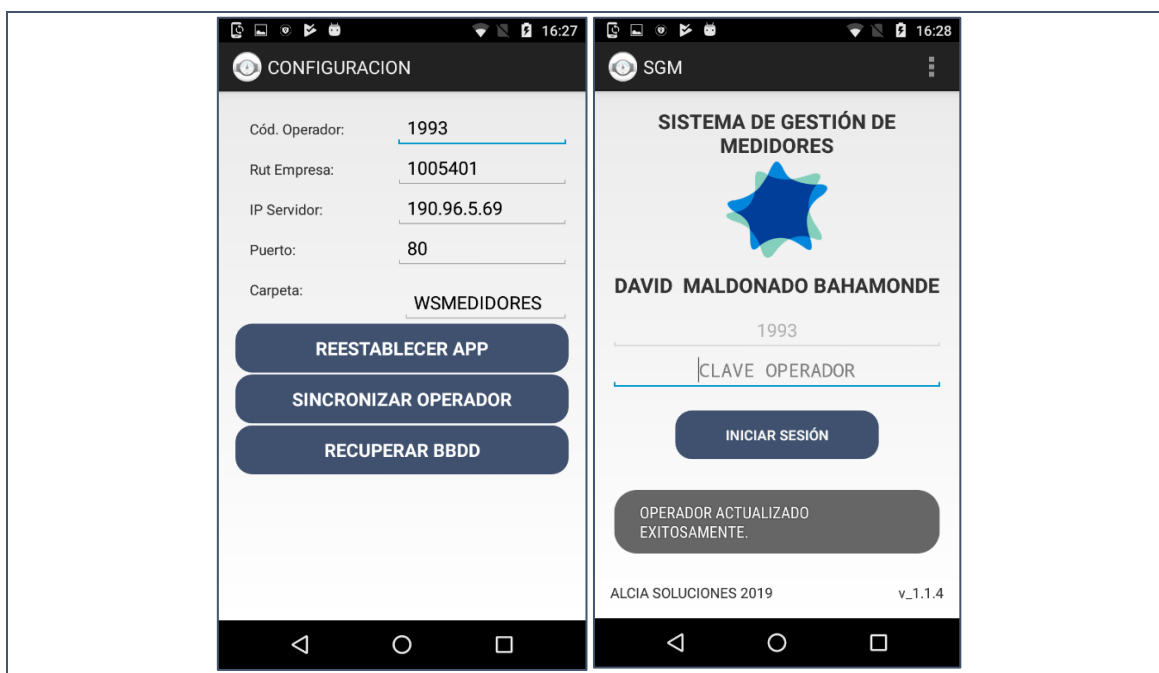 16:27
CONFIGURACION
Cód. Operador: 1993
Rut Empresa: 1005401
IP Servidor: 190.96.5.69
Puerto: 80
Carpeta: WSMEDIDORES
REESTABLECER APP
SINCRONIZAR OPERADOR
RECUPERAR BBDD
16:28
SGM
SISTEMA DE GESTIÓN DE
MEDIDORES
DAVID MALDONADO BAHAMONDE
1993
CLAVE OPERADOR
INICIAR SESIÓN
OPERADOR ACTUALIZADO
EXITOSAMENTE.
ALCIA SOLUCIONES 2019 v_1.1.4